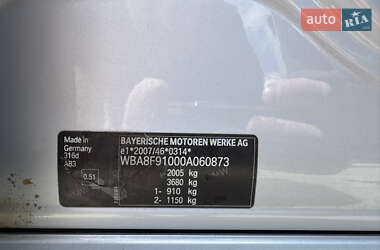 auto RIA
BAYERISCHE MOTOREN WERKE AG
e1*2007/46*0314*
WBA8F91000A060873
Made in
Germany
316d
AB3
0.51
2005 kg
3680 kg
1- 910 kg
2- 1150 kg